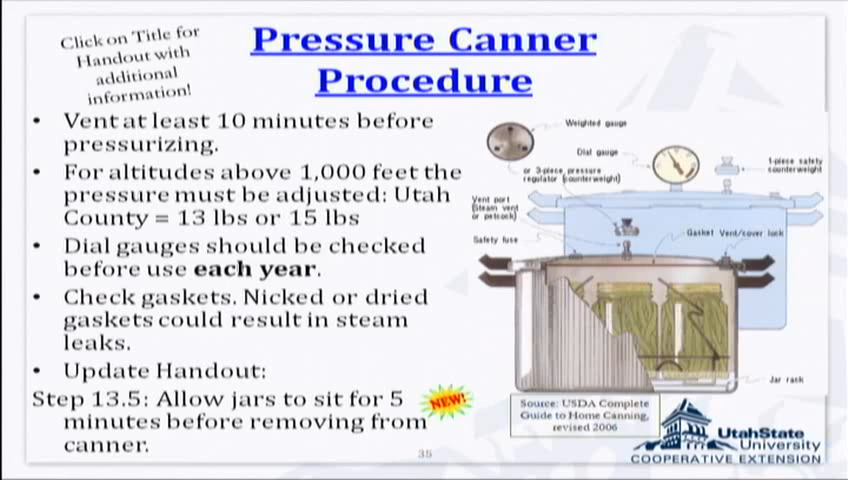 Click on Title for
Handout with
additional
information!
Pressure Canner
Procedure
• Vent at least 10 minutes before
pressurizing.
• For altitudes above 1,000 feet the
pressure must be adjusted: Utah
County = 13 lbs or 15 lbs
• Dial gauges should be checked
before use each year.
• Check gaskets. Nicked or dried
gaskets could result in steam
leaks.
• Update Handout:
Step 13.5: Allow jars to sit for 5
minutes before removing from
canner.
NEW!
Weighted gauge
Dial gauge
1-piece safety
counterweight
or 3-piece pressure
regulator (counterweight)
Vent port
(Steam vent
or petcock)
Safety fuse
Gasket
Vent/cover lock
Jar rack
Source: USDA Complete
Guide to Home Canning,
revised 2006
UtahState
University
COOPERATIVE EXTENSION
35